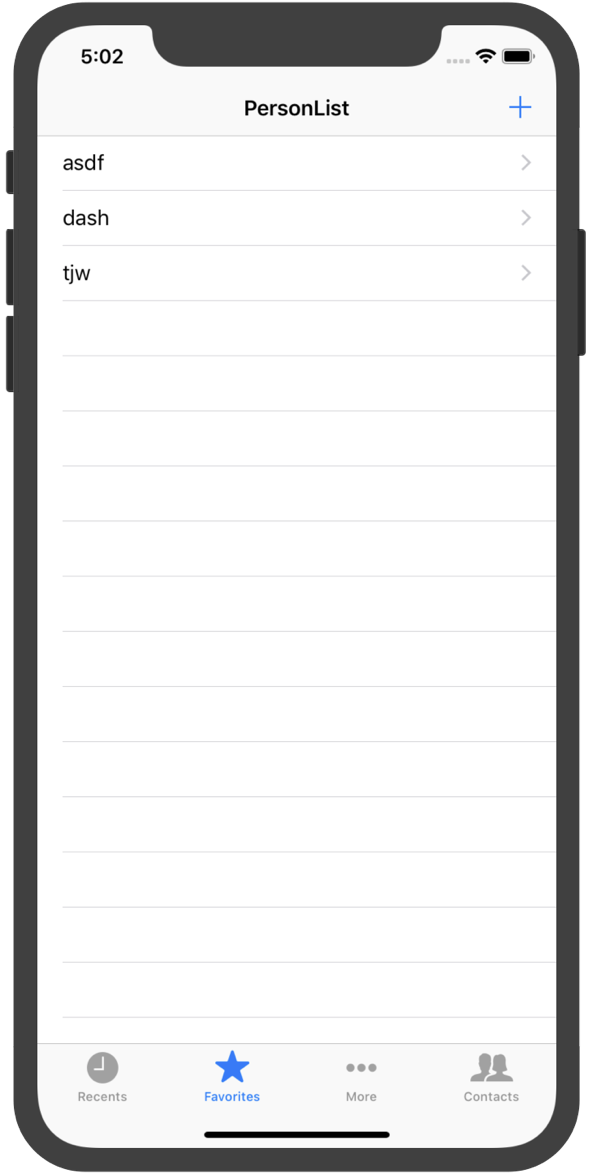 5:02
PersonList
asdf
dash
tjw
Recents Favorites More Contacts